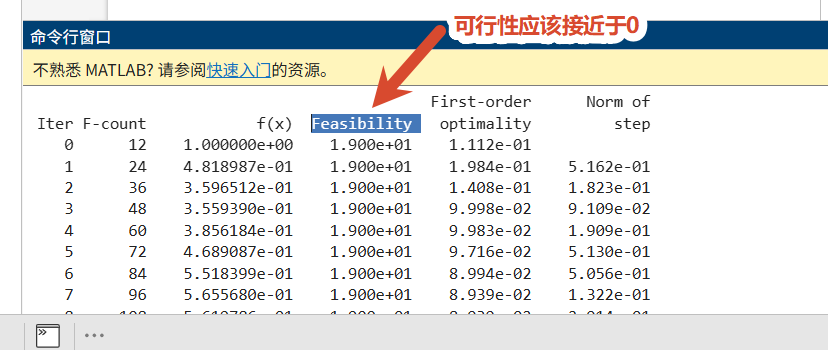 可行性应该接近于0
命令行窗口
不熟悉 MATLAB? 请参阅快速入门的资源。
First-order Norm of
Iter F-count f(x) Feasibility optimality step
0 12 1.000000e+00 1.900e+01 1.112e-01
1 24 4.818987e-01 1.900e+01 1.984e-01 5.162e-01
2 36 3.596512e-01 1.900e+01 1.408e-01 1.823e-01
3 48 3.559390e-01 1.900e+01 9.998e-02 9.109e-02
4 60 3.856184e-01 1.900e+01 9.983e-02 1.909e-01
5 72 4.689087e-01 1.900e+01 9.716e-02 5.130e-01
6 84 5.518399e-01 1.900e+01 8.994e-02 5.056e-01
7 96 5.655680e-01 1.900e+01 8.939e-02 1.322e-01